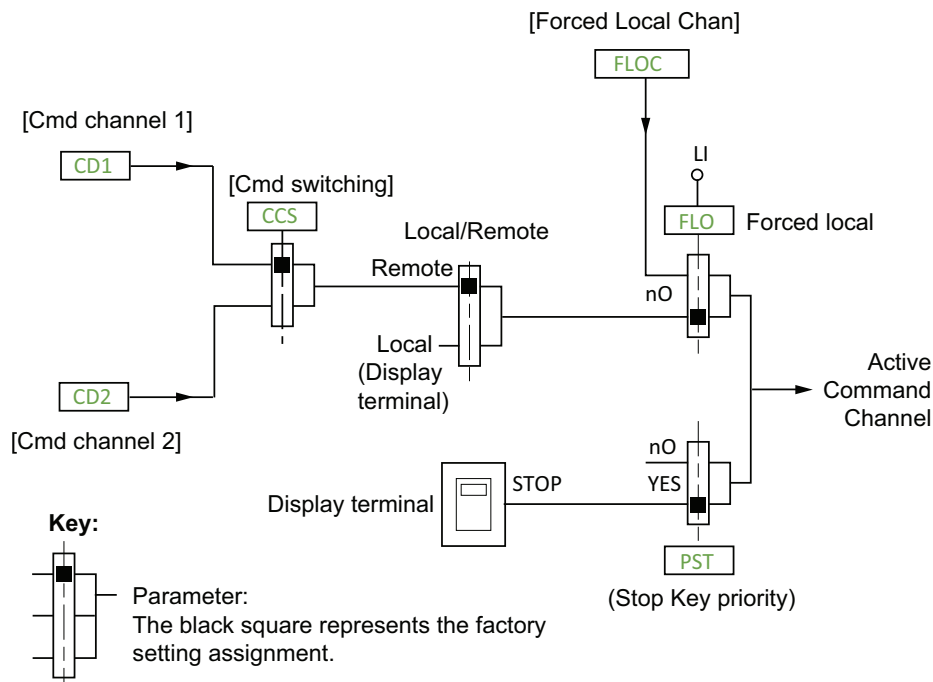 [Forced Local Chan]
FLOC
[Cmd channel 1]
CD1
LI
[Cmd switching]
CCS
FLO
Forced local
Local/Remote
Remote
nO
Local
(Display
terminal)
Active
Command
Channel
CD2
[Cmd channel 2]
nO
STOP
YES
Display terminal
Key:
PST
(Stop Key priority)
Parameter:
The black square represents the factory
setting assignment.